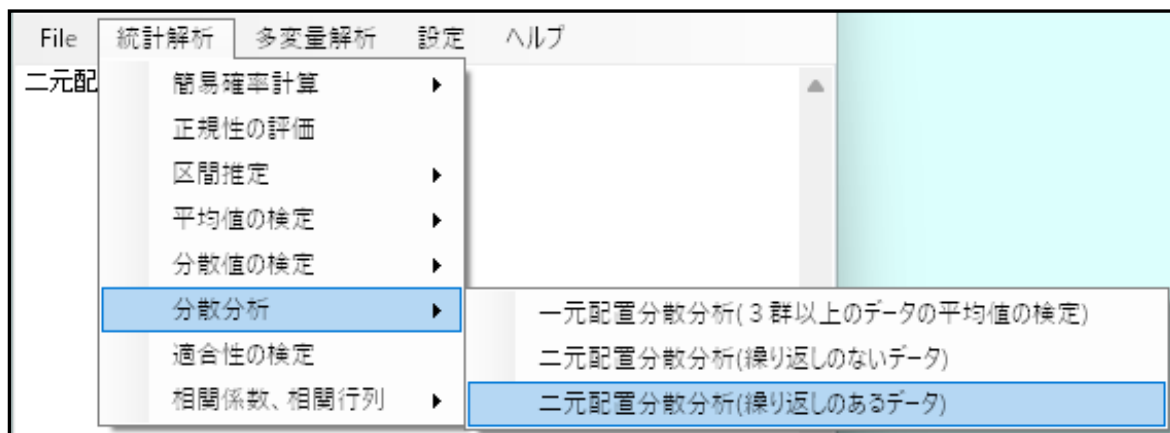 File 統計解析 多変量解析 設定 ヘルプ
二元配
簡易確率計算
正規性の評価
区間推定
平均値の検定
分散値の検定
分散分析
適合性の検定
相関係数、相関行列
一元配置分散分析(３群以上のデータの平均値の検定)
二元配置分散分析(繰り返しのないデータ)
二元配置分散分析(繰り返しのあるデータ)